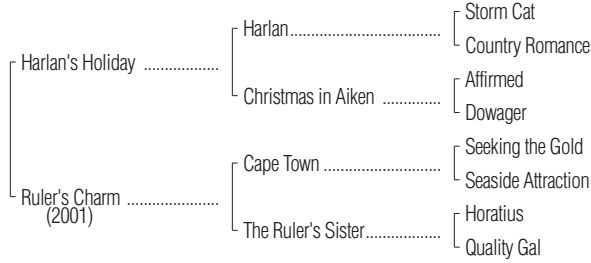 Storm Cat
Harlan........................................
Country Romance
Harlan's Holiday ....................
Affirmed
Christmas in Aiken ...............
Dowager
Seeking the Gold
Cape Town ...............................
Seaside Attraction
Ruler's Charm ........................
(2001)
Horatius
The Ruler's Sister....................
Quality Gal